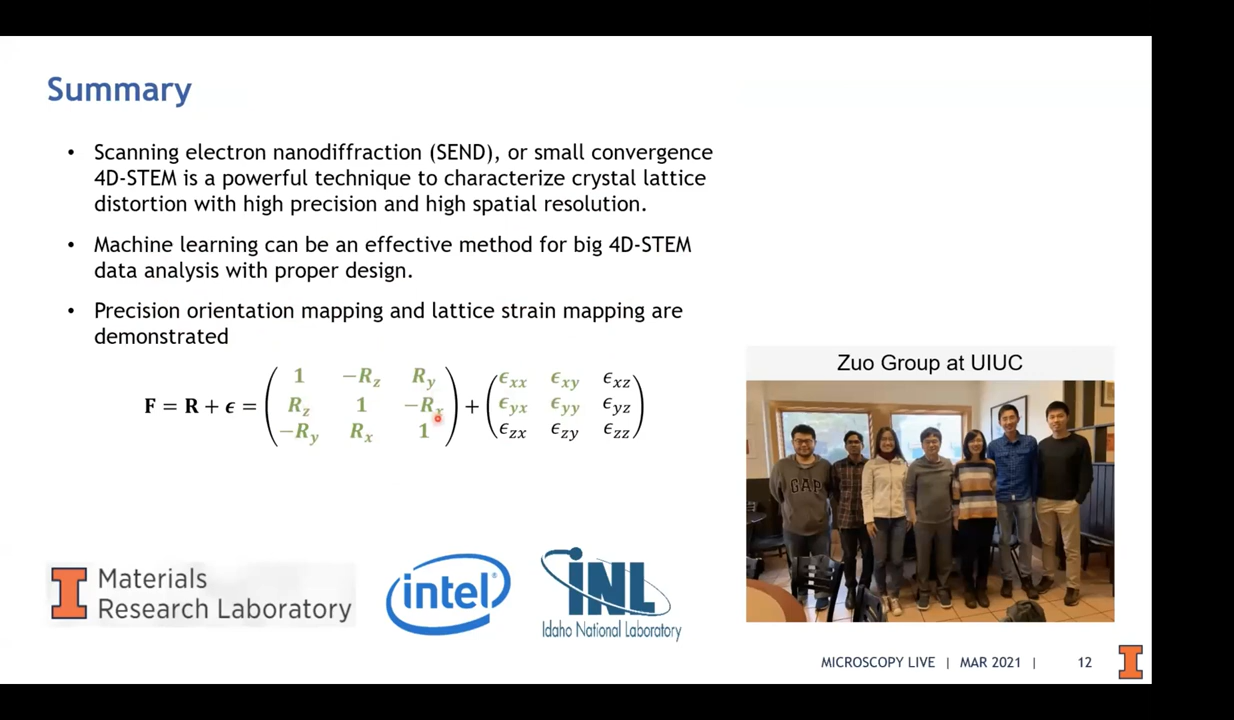 Summary
• Scanning electron nanodiffraction (SEND), or small convergence
4D-STEM is a powerful technique to characterize crystal lattice
distortion with high precision and high spatial resolution.
• Machine learning can be an effective method for big 4D-STEM
data analysis with proper design.
• Precision orientation mapping and lattice strain mapping are
demonstrated
1 −R_z R_y ϵ_xx ϵ_xy ϵ_xz
F = R + ϵ = R_z 1 −R_x + ϵ_yx ϵ_yy ϵ_yz
−R_y R_x 1 ϵ_zx ϵ_zy ϵ_zz
Zuo Group at UIUC
GAP
I Materials
Research Laboratory
intel®
INL
Idaho National Laboratory
MICROSCOPY LIVE | MAR 2021 | 12 I